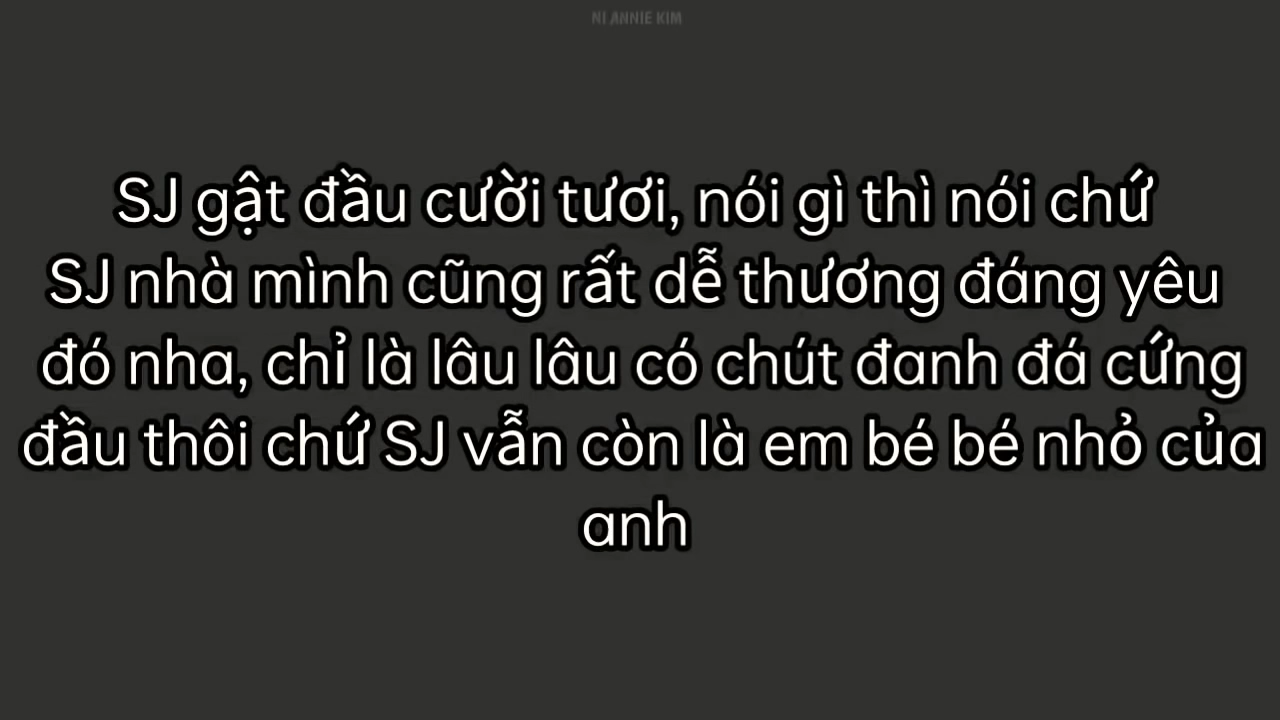 NI ANNIE KIM
SJ gật đầu cười tươi, nói gì thì nói chứ
SJ nhà mình cũng rất dễ thương đáng yêu
đó nha, chỉ là lâu lâu có chút đanh đá cứng
đầu thôi chứ SJ vẫn còn là em bé bé nhỏ của
anh